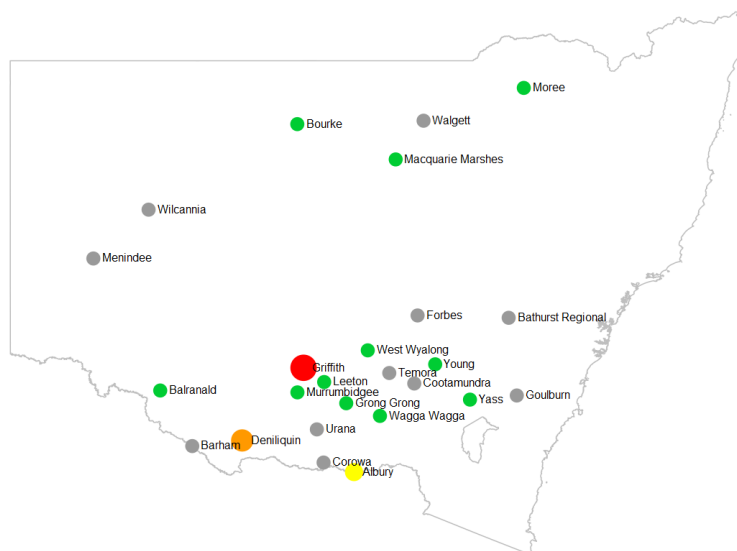 Moree
Walgett
Bourke
Macquarie Marshes
Wilcannia
Menindee
Forbes
Bathurst Regional
West Wyalong
Young
Griffith
Temora
Leeton
Cootamundra
Balranald
Murrumbidgee
Goulburn
Yass
Grong Grong
Wagga Wagga
Urana
Deniliquin
Barham
Corowa
Albury